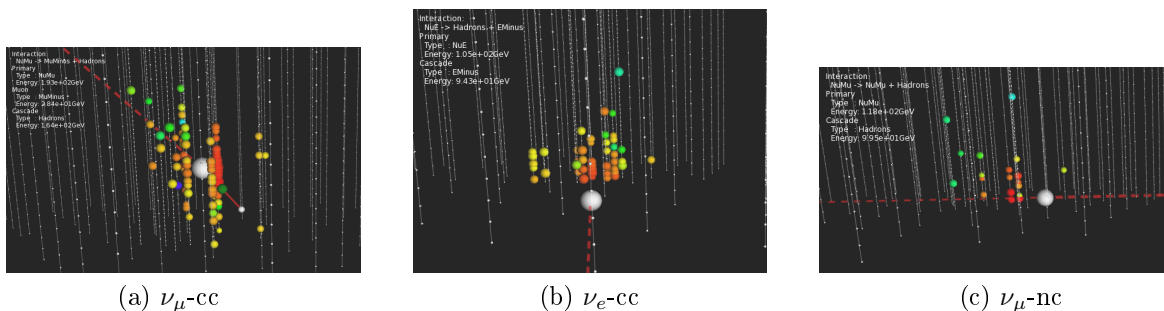 Interaction:
NuMu -> MuMinus + Hadrons
Primary
Type : NuMu
Energy: 1.93e+02GeV
Muon
Type : MuMinus
Energy: 2.84e+01GeV
Cascade
Type : Hadrons
Energy: 1.64e+02GeV
(a) νμ-cc
Interaction:
NuE -> Hadrons + EMinus
Primary
Type : NuE
Energy: 1.05e+02GeV
Cascade
Type : EMinus
Energy: 9.43e+01GeV
(b) νe-cc
Interaction:
NuMu -> NuMu + Hadrons
Primary
Type : NuMu
Energy: 1.18e+02GeV
Cascade
Type : Hadrons
Energy: 9.95e+01GeV
(c) νμ-nc